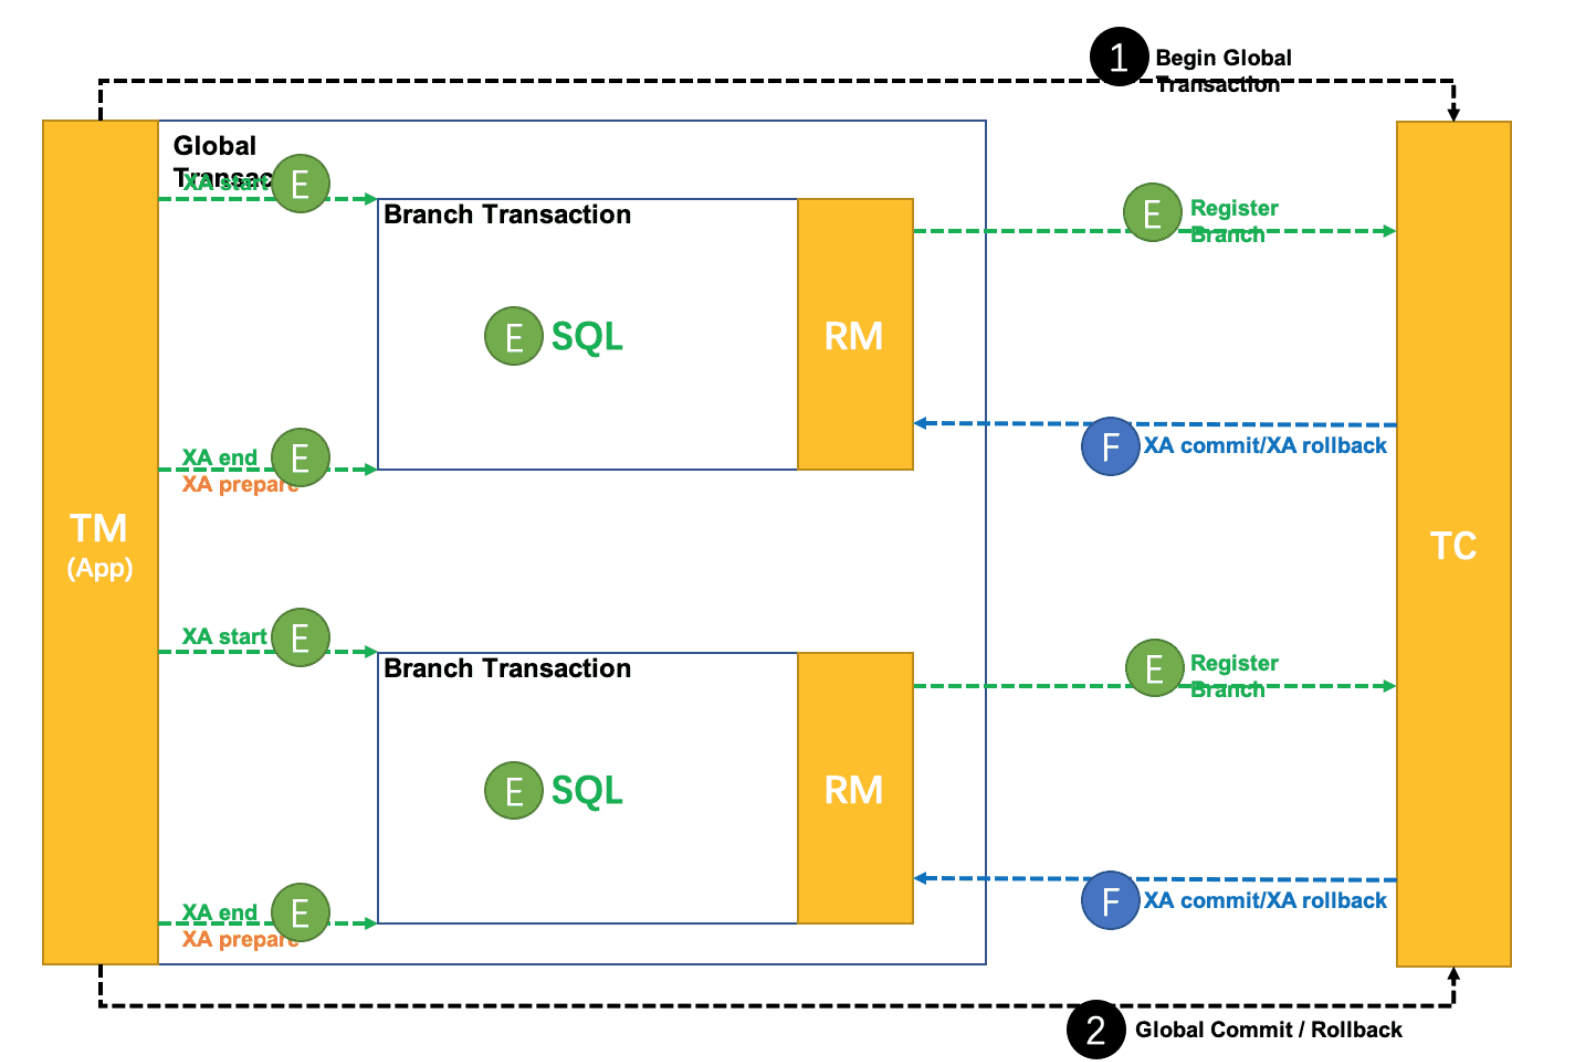 1 Begin Global
Transaction
Global
Transac
XA start E
Branch Transaction
E Register
Branch
E SQL
RM
XA end E
XA prepare
F XA commit/XA rollback
TM
(App)
TC
XA start E
Branch Transaction
E Register
Branch
E SQL
RM
XA end E
XA prepare
F XA commit/XA rollback
2 Global Commit / Rollback